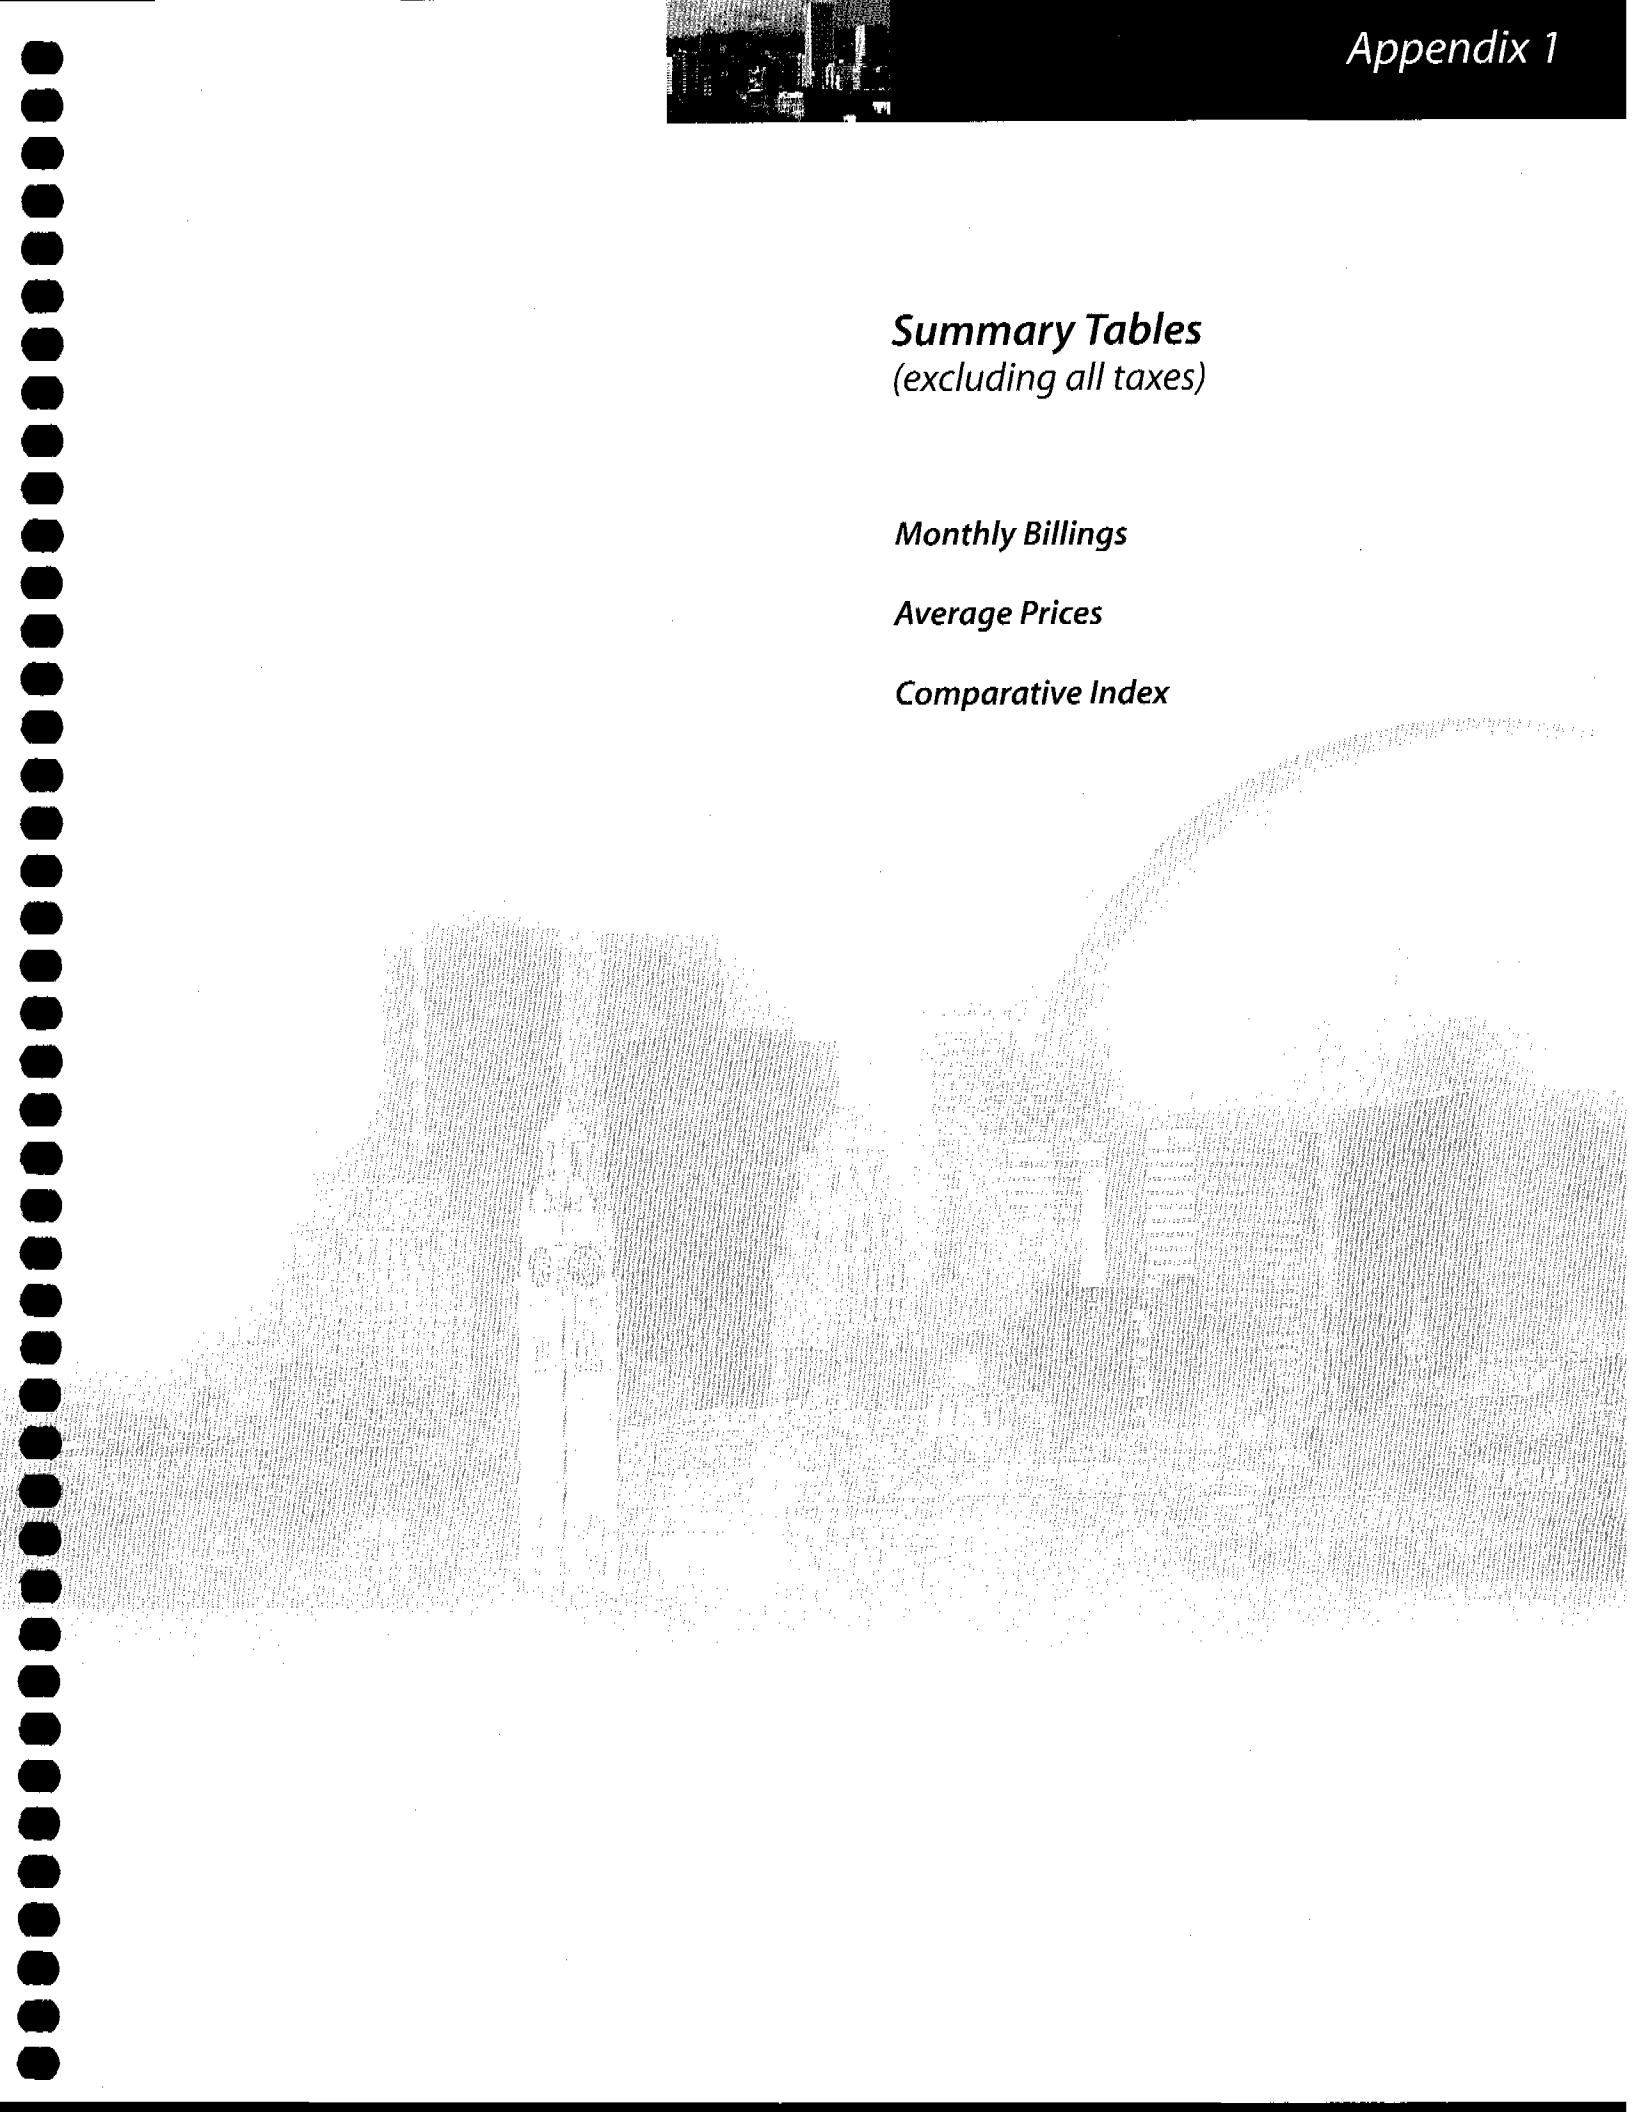 Appendix 1
Summary Tables
(excluding all taxes)
Monthly Billings
Average Prices
Comparative Index